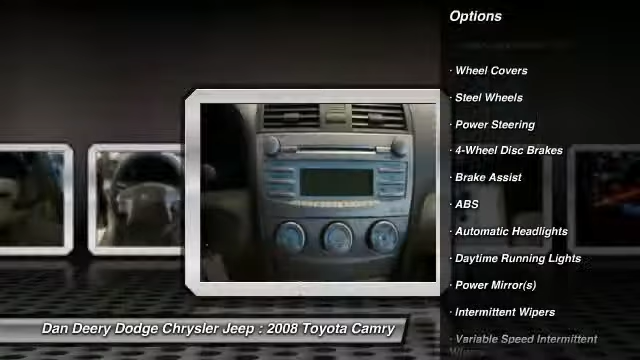 Options
· Wheel Covers
· Steel Wheels
· Power Steering
· 4-Wheel Disc Brakes
· Brake Assist
· ABS
· Automatic Headlights
· Daytime Running Lights
· Power Mirror(s)
· Intermittent Wipers
· Variable Speed Intermittent
Wipers
Dan Deery Dodge Chrysler Jeep : 2008 Toyota Camry